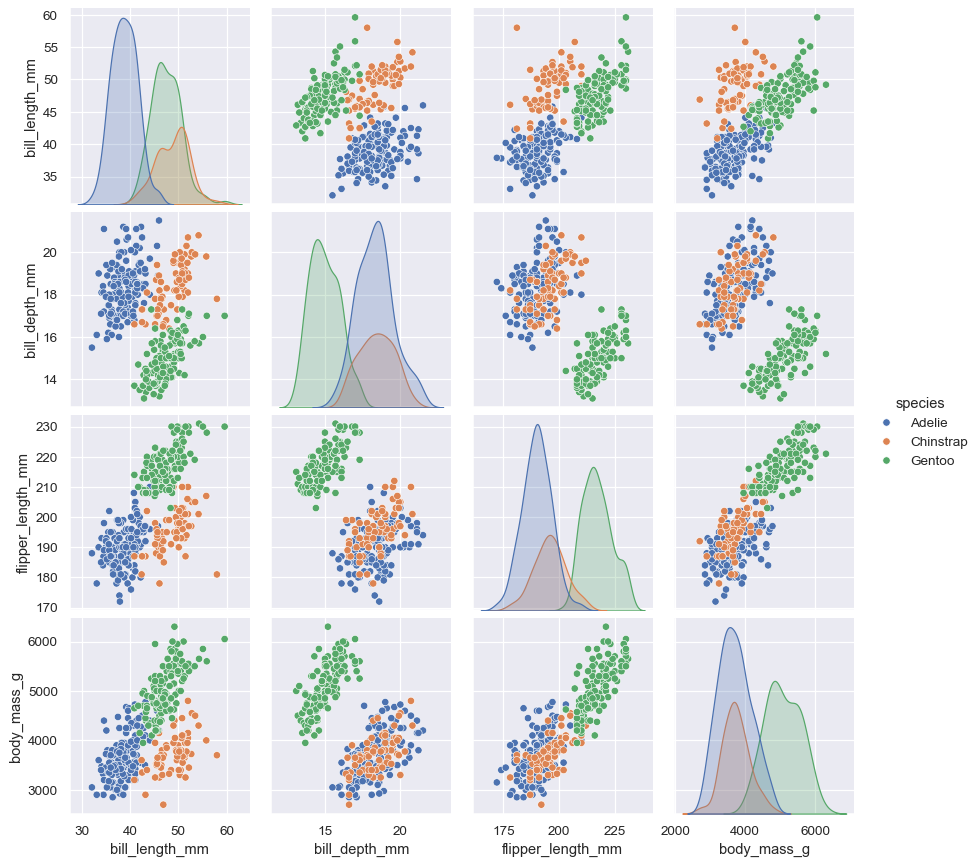 60
55
50
45
40
35
bill_length_mm
20
18
16
14
bill_depth_mm
230
220
210
200
190
180
170
flipper_length_mm
6000
5000
4000
3000
body_mass_g
30 40 50 60
bill_length_mm
15 20
bill_depth_mm
175 200 225
flipper_length_mm
2000 4000 6000
body_mass_g
species
Adelie
Chinstrap
Gentoo